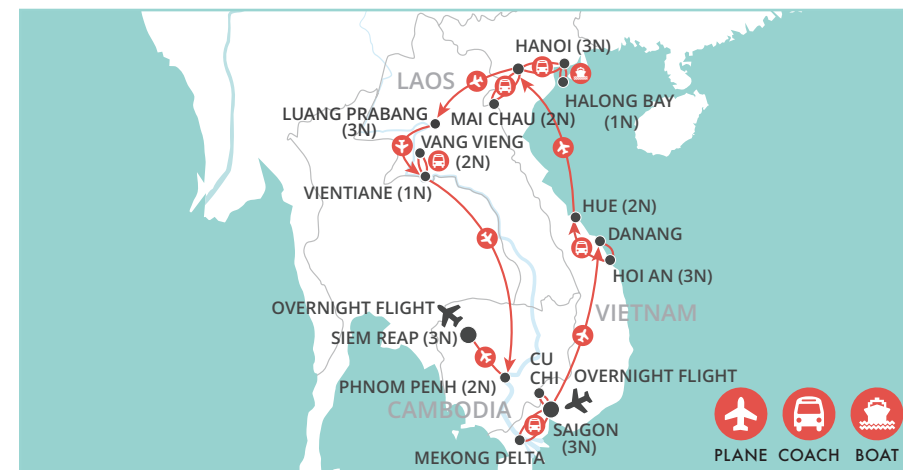 HANOI (3N)
LAOS
HALONG BAY
(1N)
LUANG PRABANG
(3N)
MAI CHAU (2N)
VANG VIENG
(2N)
VIENTIANE (1N)
HUE (2N)
DANANG
HOI AN (3N)
VIETNAM
OVERNIGHT FLIGHT
SIEM REAP (3N)
CU
CHI
OVERNIGHT FLIGHT
PHNOM PENH (2N)
CAMBODIA
SAIGON
(3N)
MEKONG DELTA
PLANE COACH BOAT